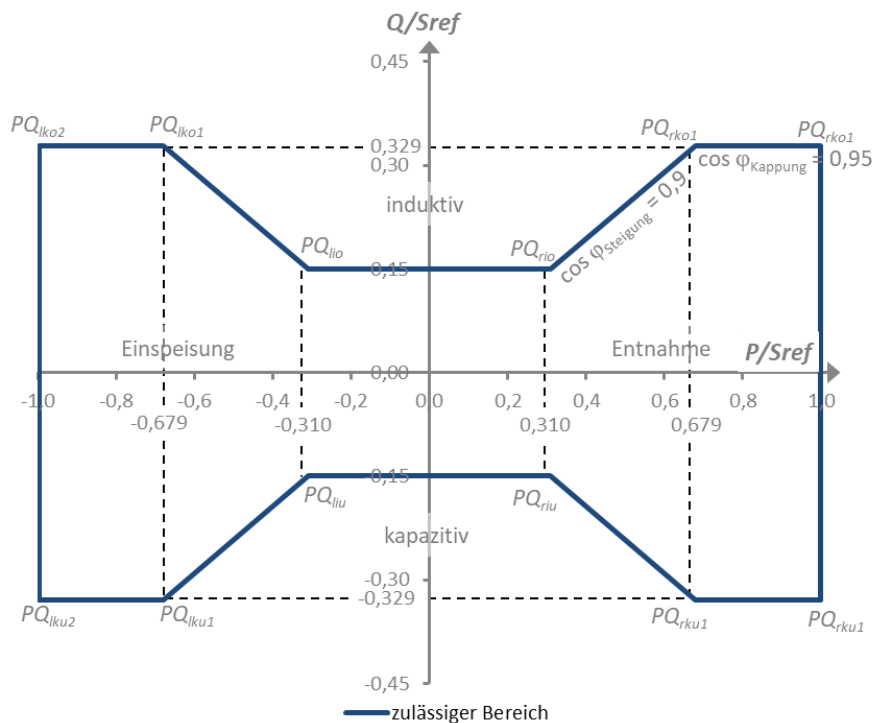 Q/Sref
0,45
PQlko2
PQlko1
PQrko1
PQrko1
0,329
0,30
cos φKappung = 0,95
induktiv
cos φSteigung = 0,9
PQlio
PQrio
0,15
Einspeisung
Entnahme
P/Sref
0,00
-1,0
-0,8
-0,6
-0,4
-0,2
0,0
0,2
0,4
0,6
0,8
1,0
-0,679
-0,310
0,310
0,679
-0,15
PQliu
PQriu
kapazitiv
-0,30
-0,329
PQlku2
PQlku1
PQrku1
PQrku1
-0,45
zulässiger Bereich